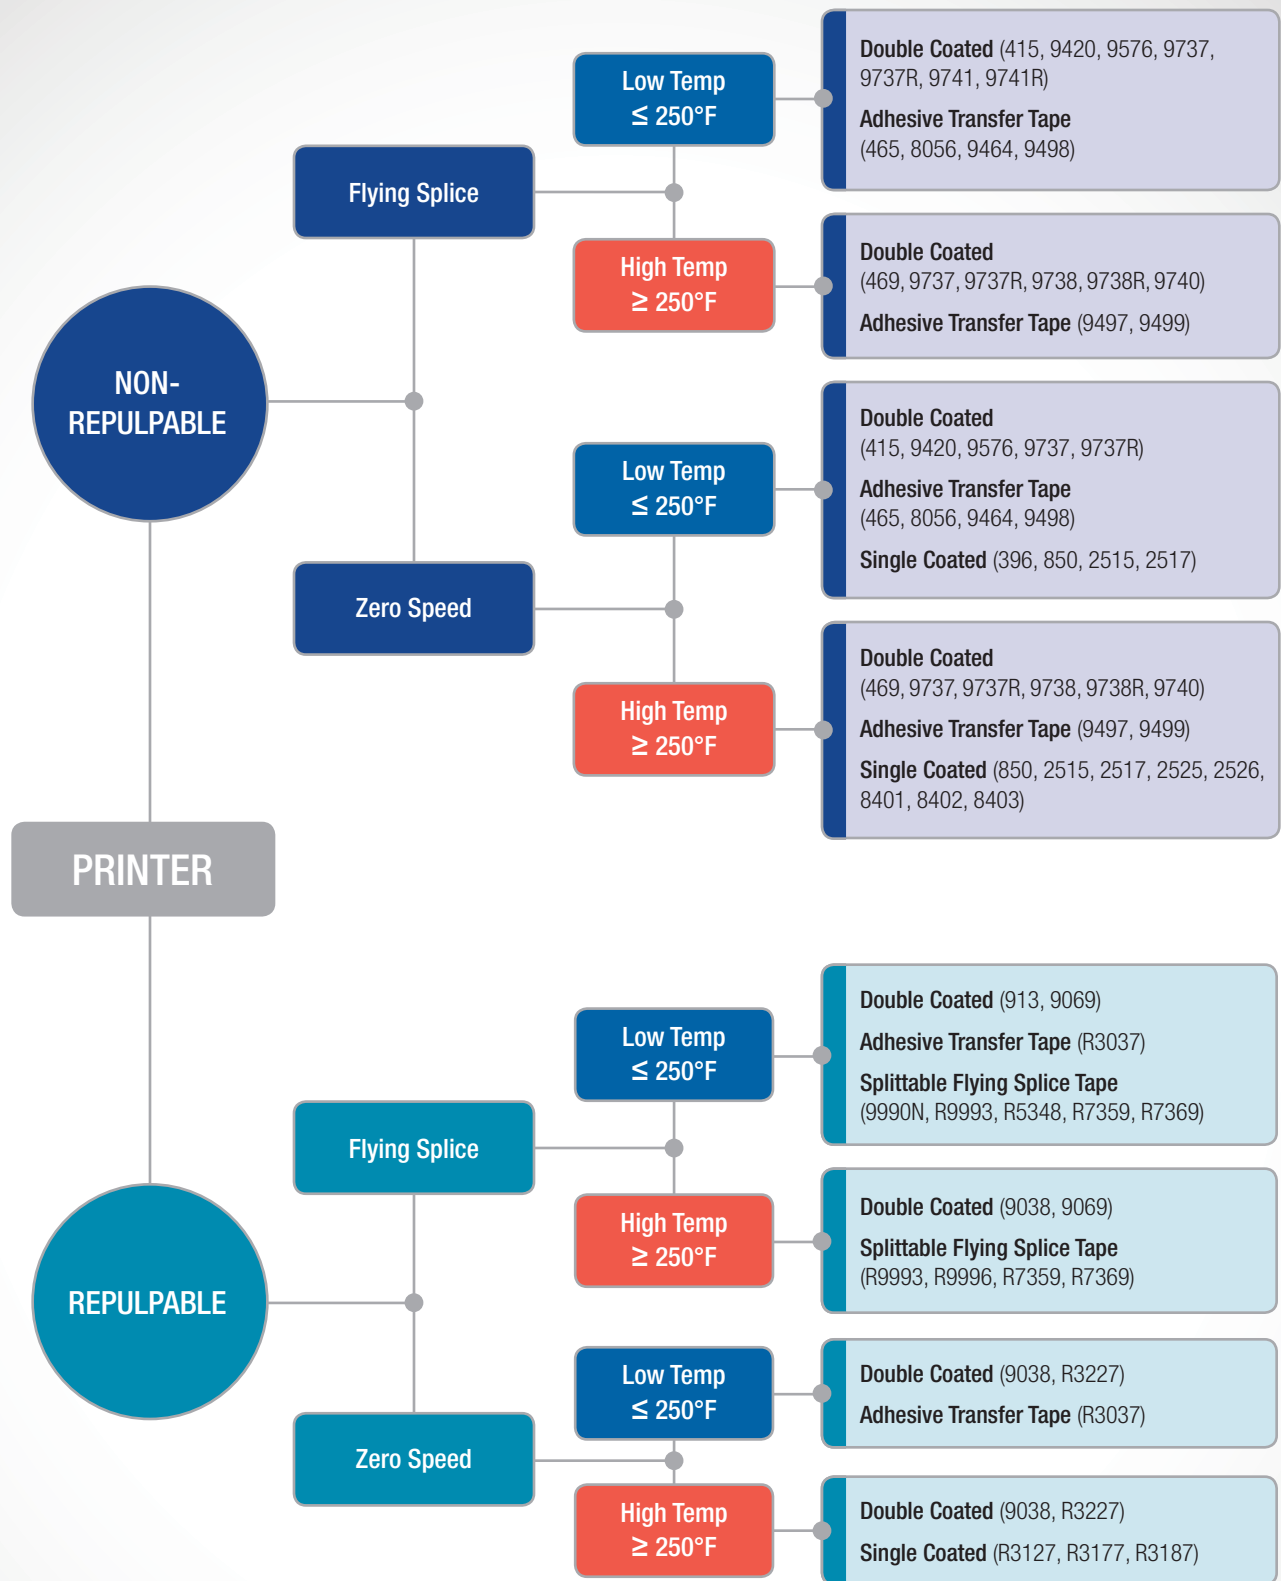 PRINTER
NON-
REPULPABLE
Flying Splice
Low Temp
≤ 250°F
Double Coated (415, 9420, 9576, 9737,
9737R, 9741, 9741R)
Adhesive Transfer Tape
(465, 8056, 9464, 9498)
High Temp
≥ 250°F
Double Coated
(469, 9737, 9737R, 9738, 9738R, 9740)
Adhesive Transfer Tape (9497, 9499)
Zero Speed
Low Temp
≤ 250°F
Double Coated
(415, 9420, 9576, 9737, 9737R)
Adhesive Transfer Tape
(465, 8056, 9464, 9498)
Single Coated (396, 850, 2515, 2517)
High Temp
≥ 250°F
Double Coated
(469, 9737, 9737R, 9738, 9738R, 9740)
Adhesive Transfer Tape (9497, 9499)
Single Coated (850, 2515, 2517, 2525, 2526,
8401, 8402, 8403)
REPULPABLE
Flying Splice
Low Temp
≤ 250°F
Double Coated (913, 9069)
Adhesive Transfer Tape (R3037)
Splittable Flying Splice Tape
(9990N, R9993, R5348, R7359, R7369)
High Temp
≥ 250°F
Double Coated (9038, 9069)
Splittable Flying Splice Tape
(R9993, R9996, R7359, R7369)
Zero Speed
Low Temp
≤ 250°F
Double Coated (9038, R3227)
Adhesive Transfer Tape (R3037)
High Temp
≥ 250°F
Double Coated (9038, R3227)
Single Coated (R3127, R3177, R3187)